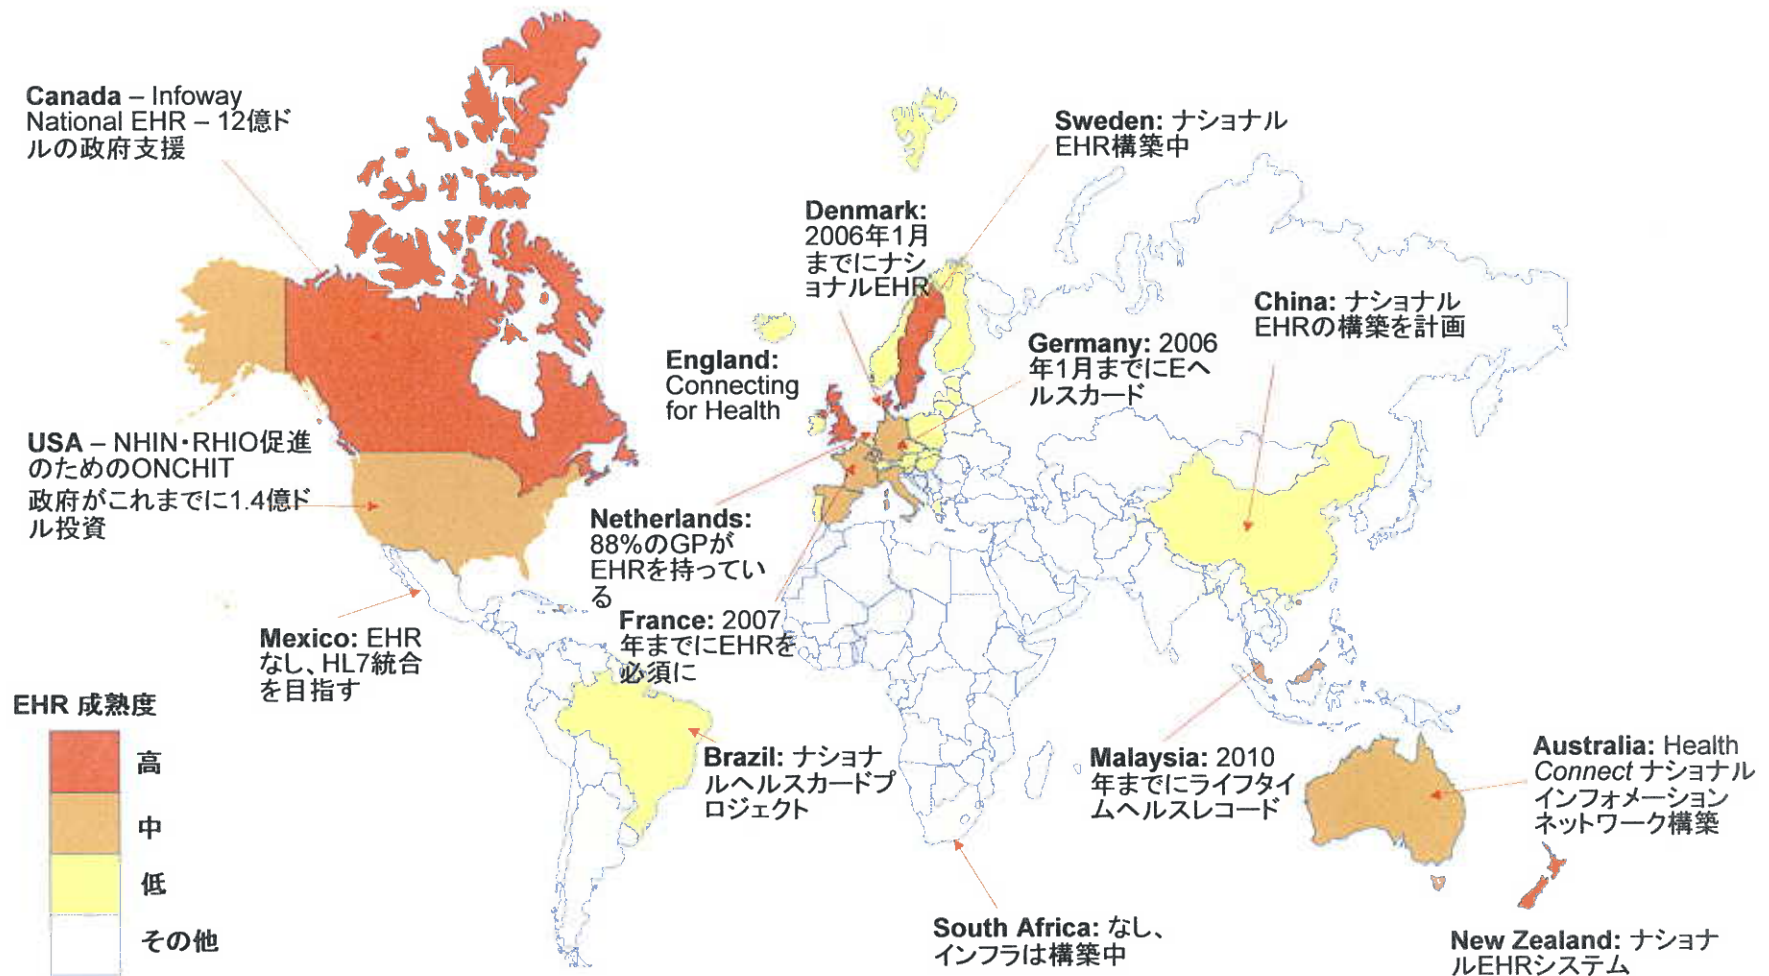 Canada – Infoway
National EHR – 12億ド
ルの政府支援
Sweden: ナショナル
EHR構築中
Denmark:
2006年1月
までにナシ
ョナルEHR
China: ナショナル
EHRの構築を計画
England:
Connecting
for Health
Germany: 2006
年1月までにEヘ
ルスカード
USA – NHIN・RHIO促進
のためのONCHIT
政府がこれまでに1.4億ド
ル投資
Netherlands:
88%のGPが
EHRを持ってい
る
France: 2007
年までにEHRを
必須に
Mexico: EHR
なし、HL7統合
を目指す
EHR 成熟度
高
中
低
その他
Brazil: ナショナ
ルヘルスカードプ
ロジェクト
Malaysia: 2010
年までにライフタイ
ムヘルスレコード
Australia: Health
Connect ナショナル
インフォメーション
ネットワーク構築
South Africa: なし、
インフラは構築中
New Zealand: ナショナ
ルEHRシステム